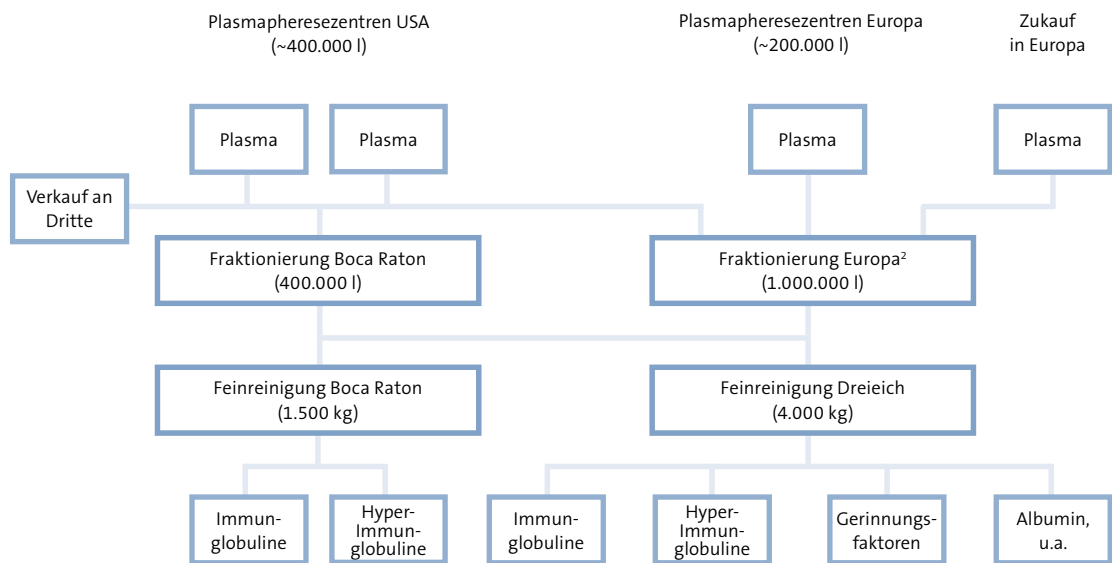 Plasmapheresezentren USA
(~400.000 l)
Plasmapheresezentren Europa
(~200.000 l)
Zukauf
in Europa
Plasma
Plasma
Plasma
Plasma
Verkauf an
Dritte
Fraktionierung Boca Raton
(400.000 l)
Fraktionierung Europa²
(1.000.000 l)
Feinreinigung Boca Raton
(1.500 kg)
Feinreinigung Dreieich
(4.000 kg)
Immun-
globuline
Hyper-
Immun-
globuline
Immun-
globuline
Hyper-
Immun-
globuline
Gerinnungs-
faktoren
Albumin,
u.a.